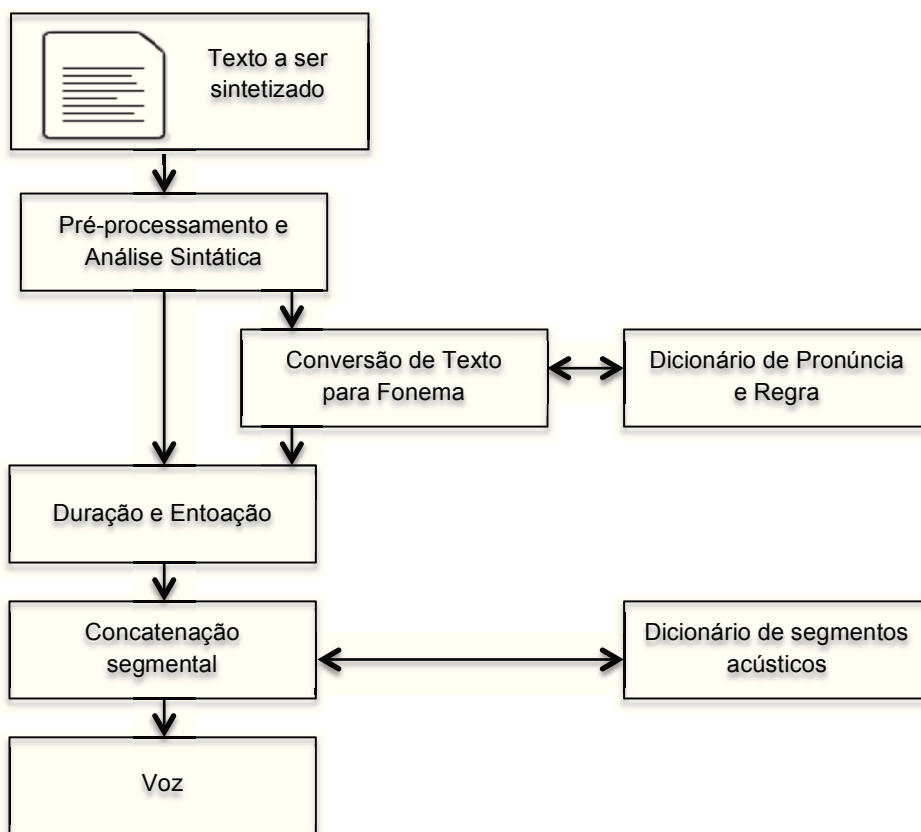 Texto a ser
sintetizado
Pré-processamento e
Análise Sintática
Conversão de Texto
para Fonema
Dicionário de Pronúncia
e Regra
Duração e Entoação
Concatenação
segmental
Dicionário de segmentos
acústicos
Voz